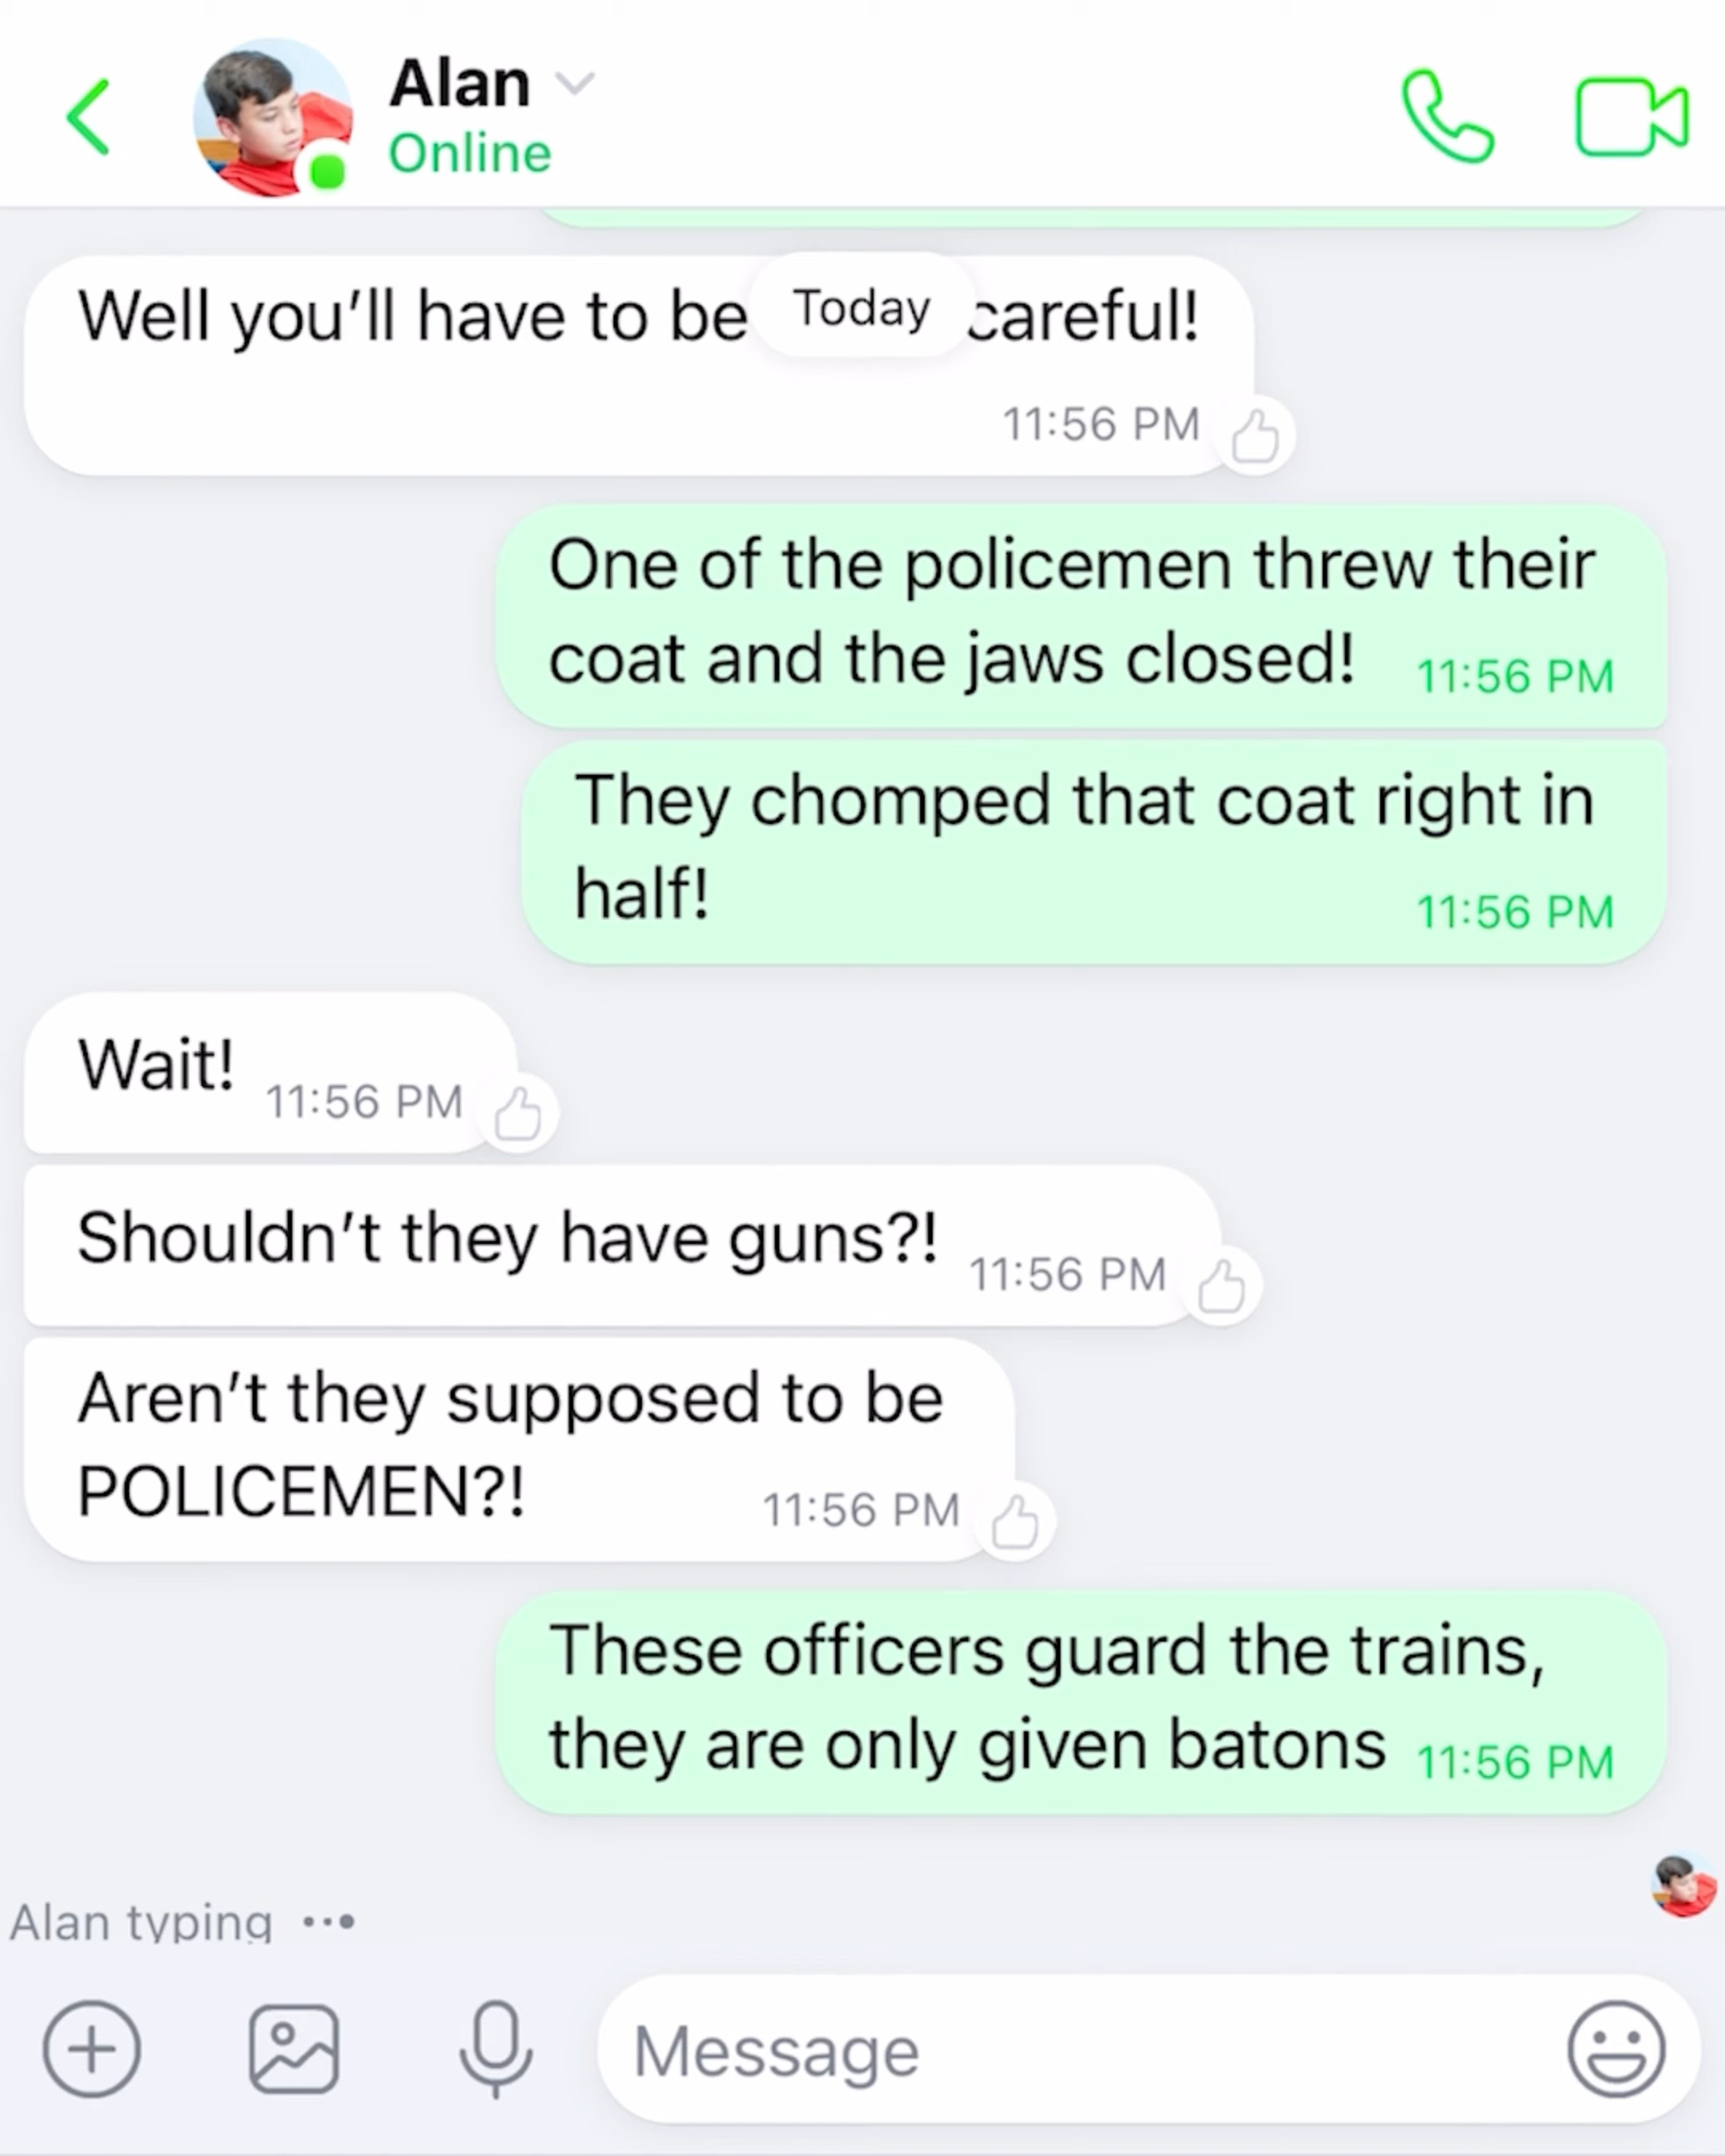 Alan
Online
Well you'll have to be careful!
Today
11:56 PM
One of the policemen threw their
coat and the jaws closed! 11:56 PM
They chomped that coat right in
half! 11:56 PM
Wait! 11:56 PM
Shouldn't they have guns?! 11:56 PM
Aren't they supposed to be
POLICEMEN?! 11:56 PM
These officers guard the trains,
they are only given batons 11:56 PM
Alan typing
Message